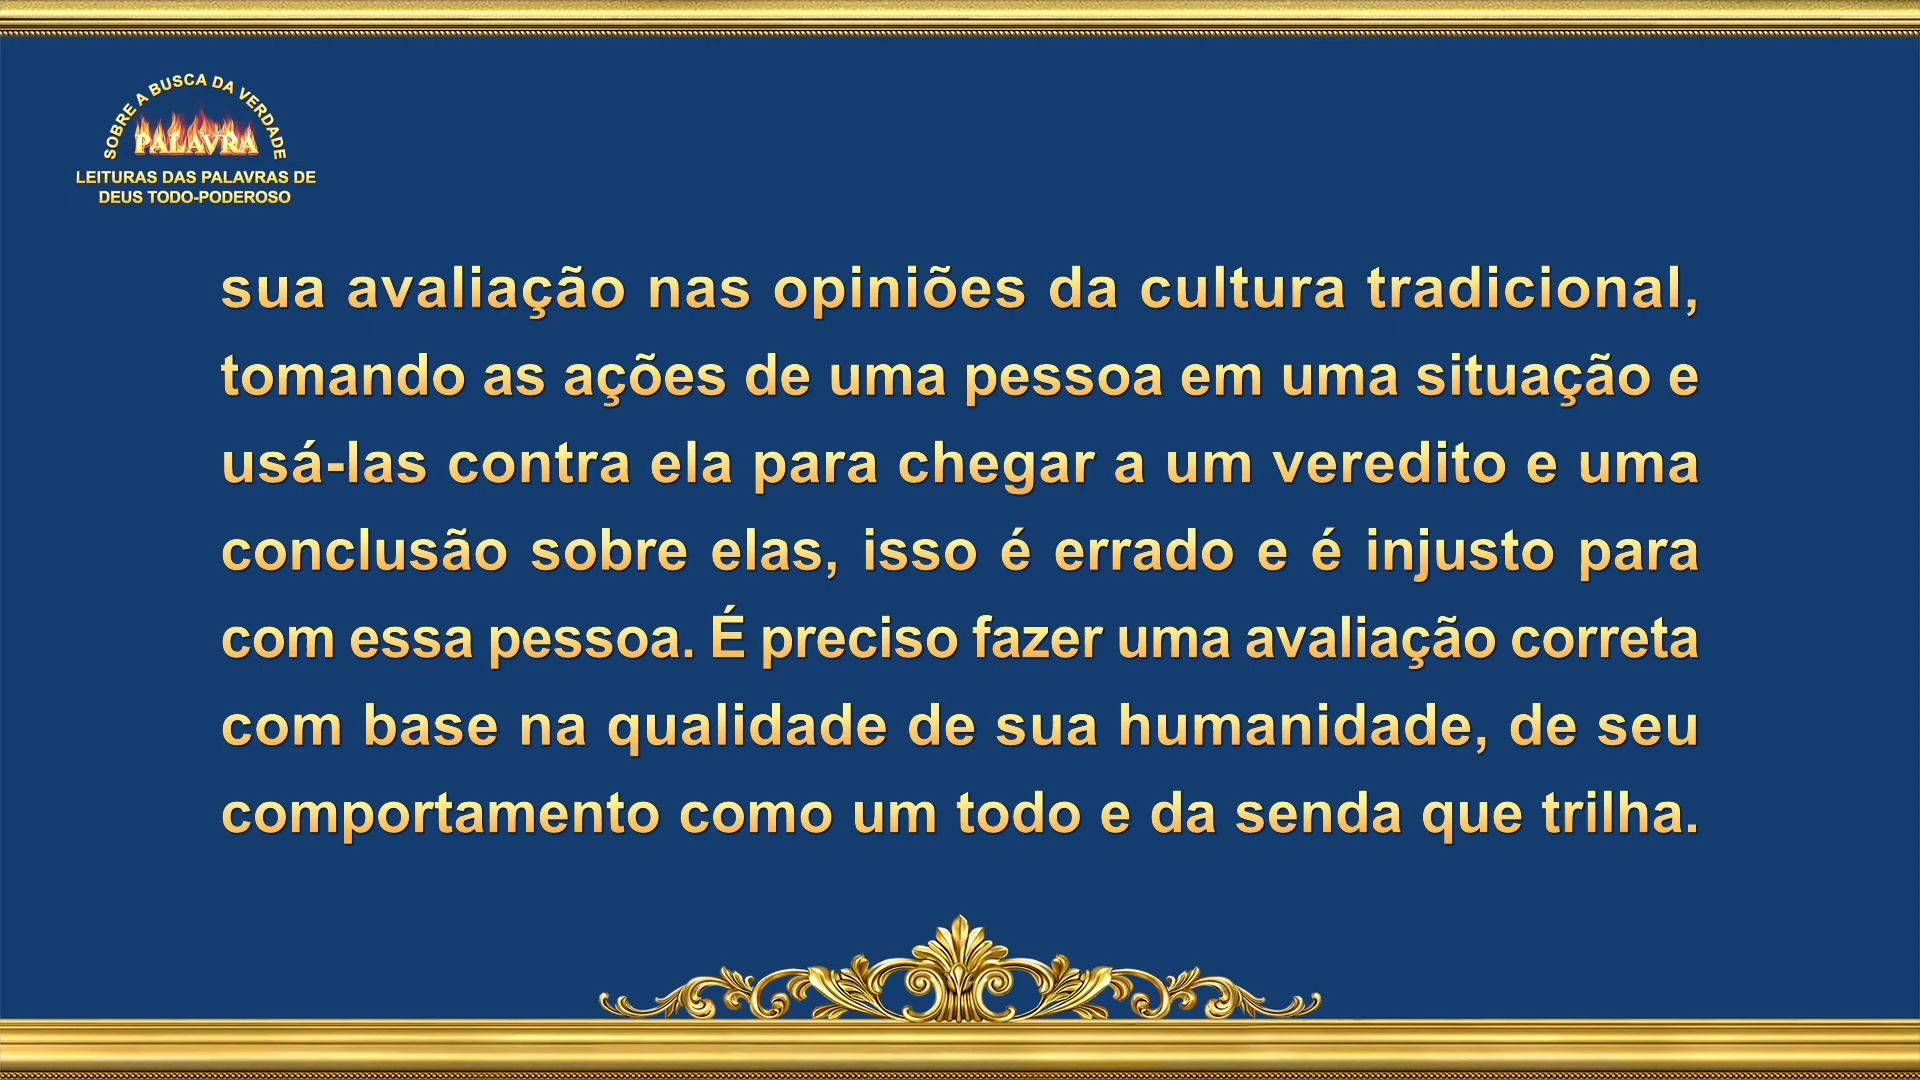 SOBRE A BUSCA DA VERDADE
PALAVRA
LEITURAS DAS PALAVRAS DE
DEUS TODO-PODEROSO
sua avaliação nas opiniões da cultura tradicional,
tomando as ações de uma pessoa em uma situação e
usá-las contra ela para chegar a um veredito e uma
conclusão sobre elas, isso é errado e é injusto para
com essa pessoa. É preciso fazer uma avaliação correta
com base na qualidade de sua humanidade, de seu
comportamento como um todo e da senda que trilha.